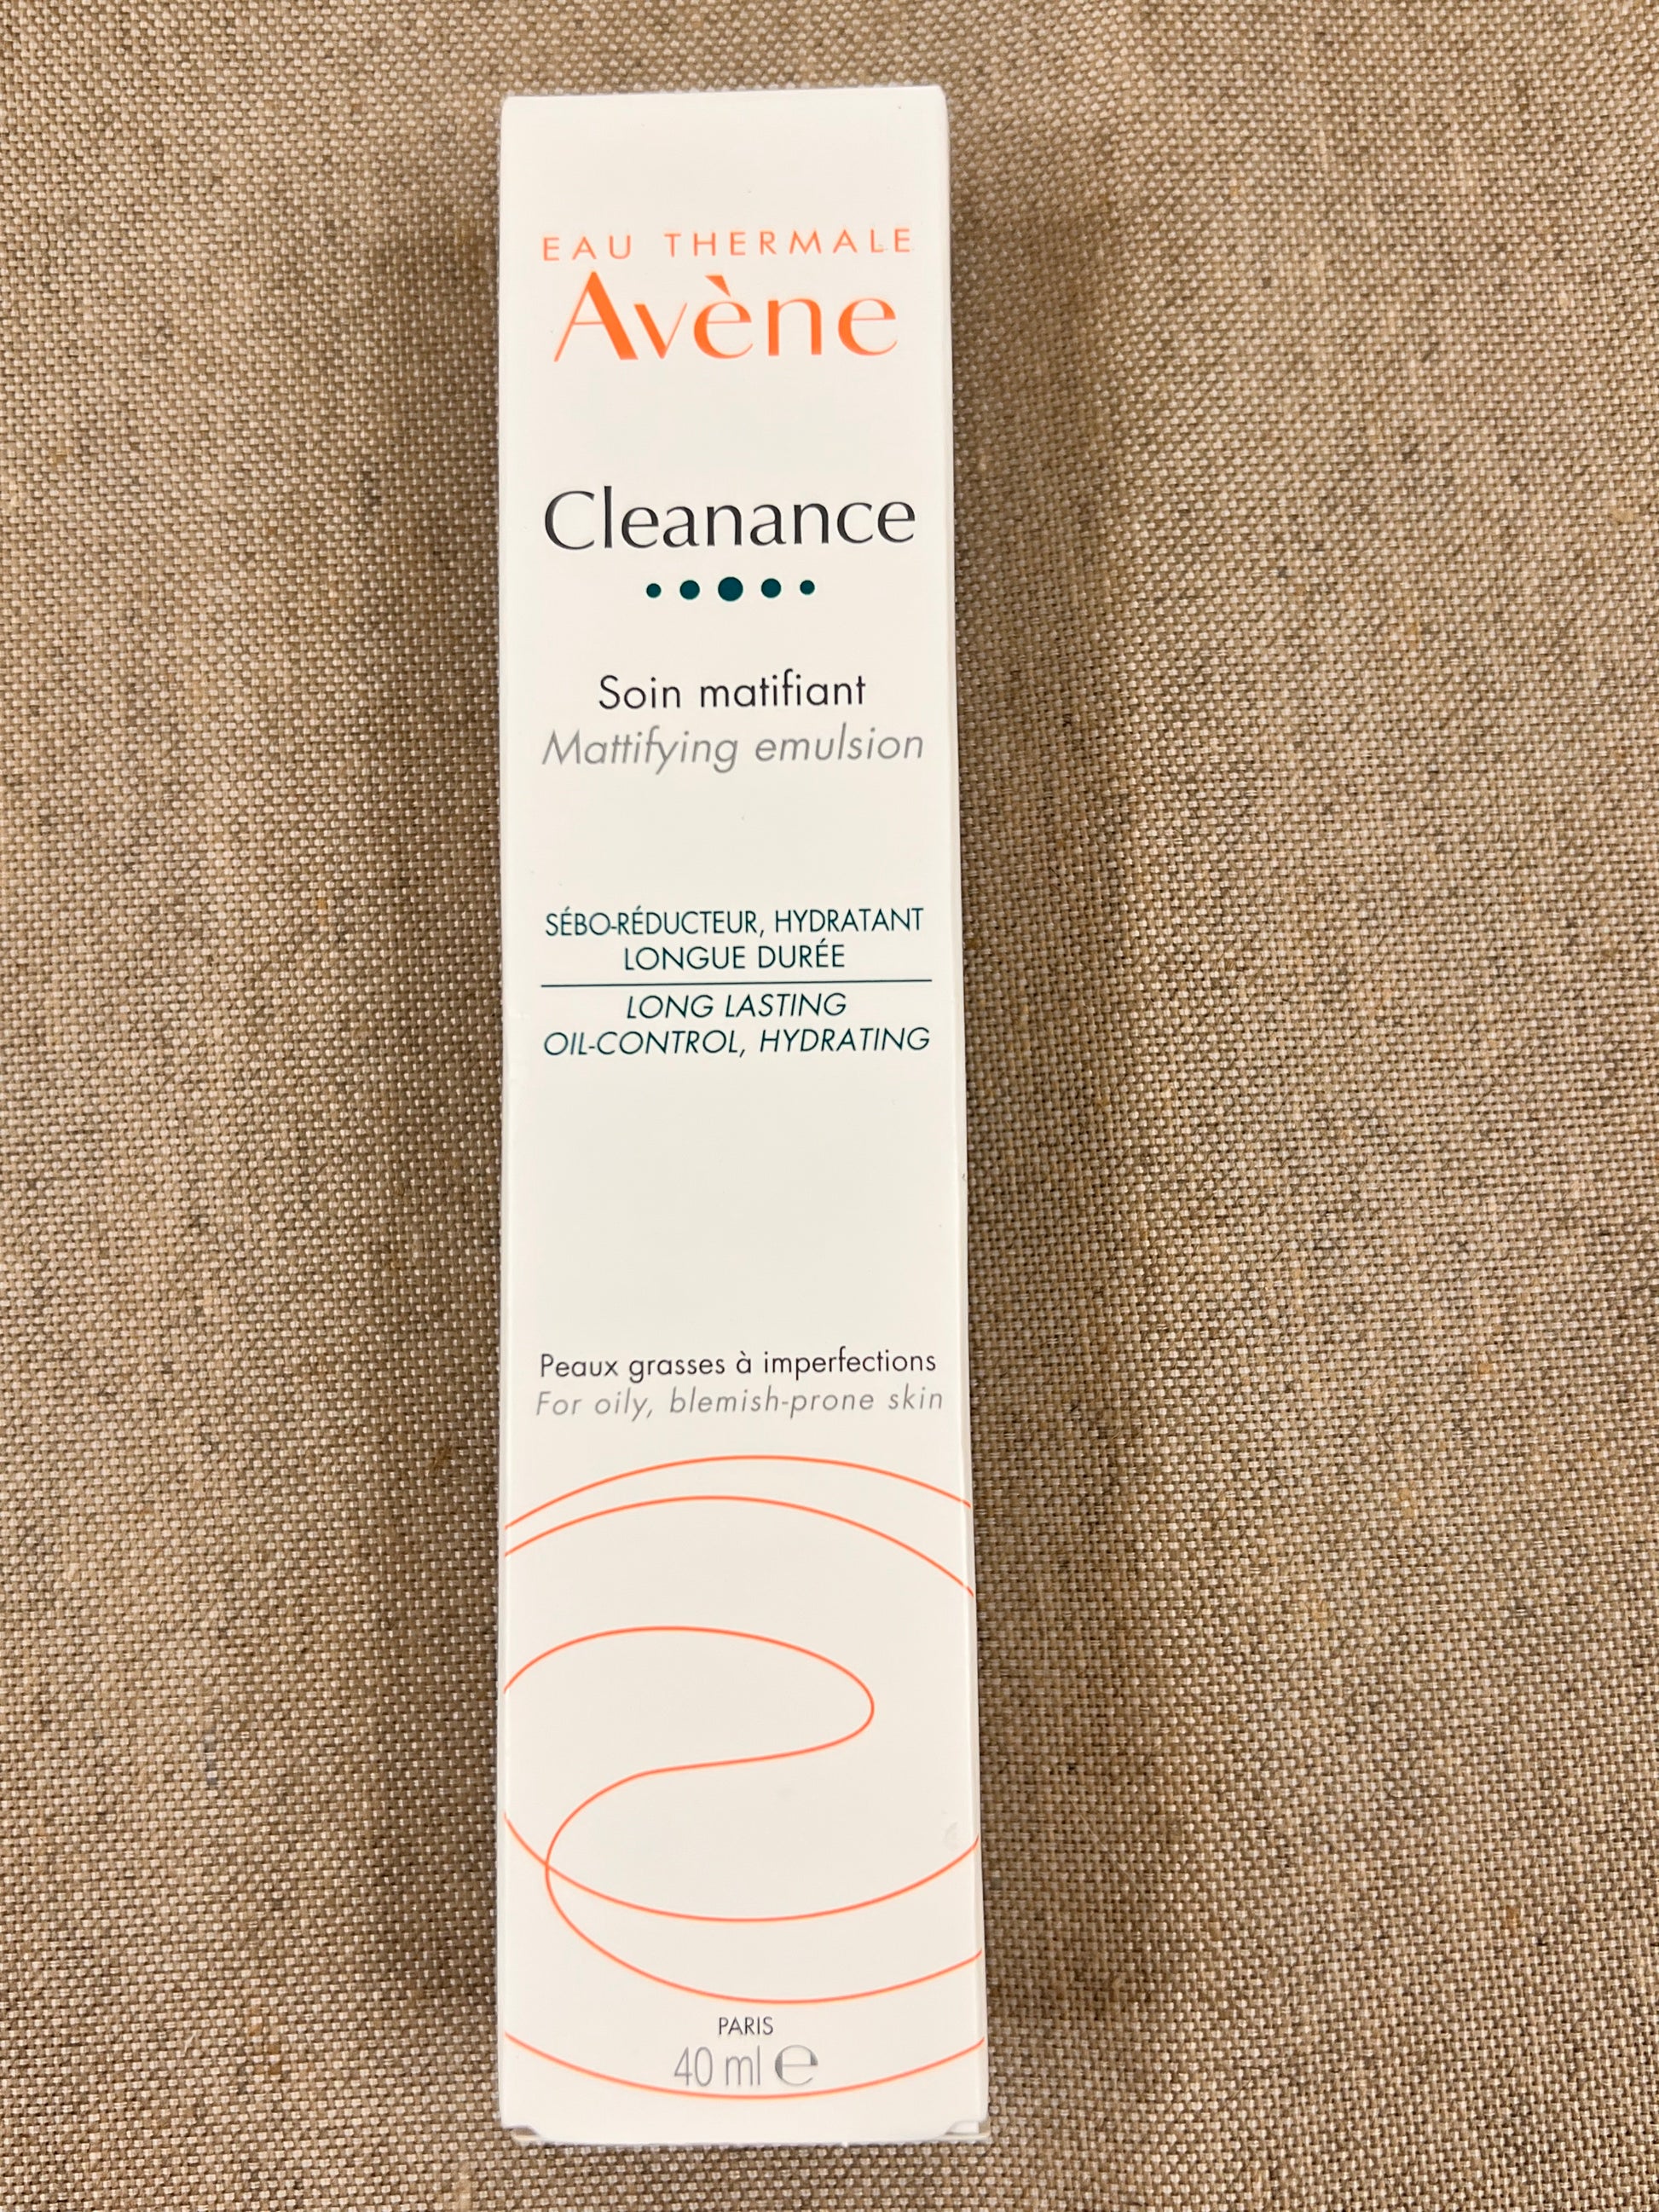 EAU THERMALE
Avène
Cleanance
Soin matifiant
Mattifying emulsion
SÉBO-RÉDUCTEUR, HYDRATANT
LONGUE DURÉE
LONG LASTING
OIL-CONTROL, HYDRATING
Peaux grasses à imperfections
For oily, blemish-prone skin
PARIS
40 ml ℮